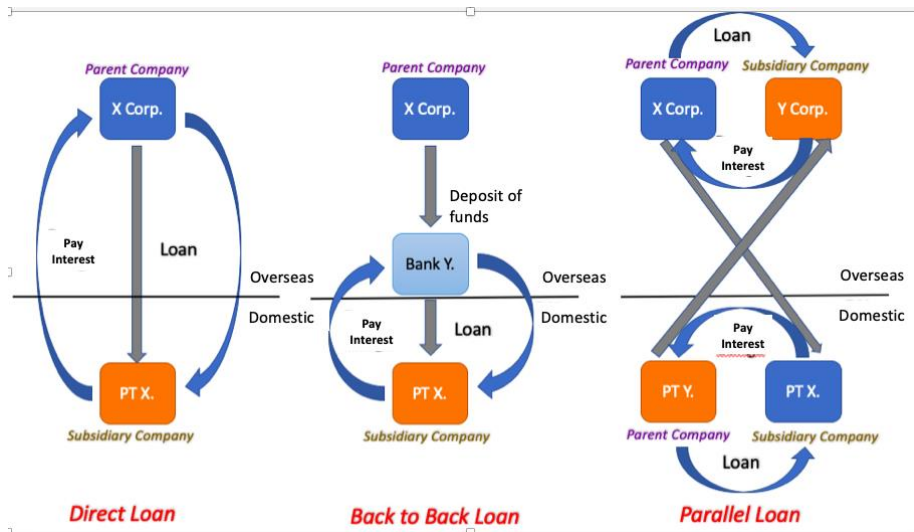 Parent Company
X Corp.
Pay
Interest
Loan
Overseas
Domestic
PT X.
Subsidiary Company
Direct Loan
Parent Company
X Corp.
Deposit of
funds
Bank Y.
Overseas
Domestic
Pay
Interest
Loan
PT X.
Subsidiary Company
Back to Back Loan
Loan
Parent Company
Subsidiary Company
X Corp.
Y Corp.
Pay
Interest
Overseas
Domestic
Pay
Interest
PT Y.
PT X.
Parent Company
Subsidiary Company
Loan
Parallel Loan